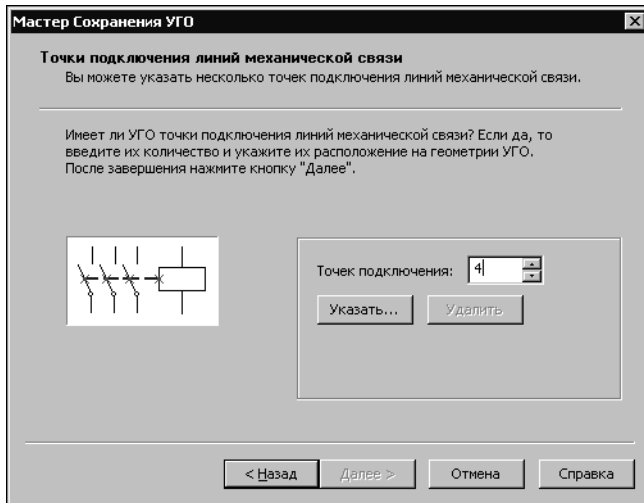 Мастер Сохранения УГО
Точки подключения линий механической связи
Вы можете указать несколько точек подключения линий механической связи.
Имеет ли УГО точки подключения линий механической связи? Если да, то
введите их количество и укажите их расположение на геометрии УГО.
После завершения нажмите кнопку "Далее".
Точек подключения: 4
Указать... Удалить
< Назад Далее > Отмена Справка